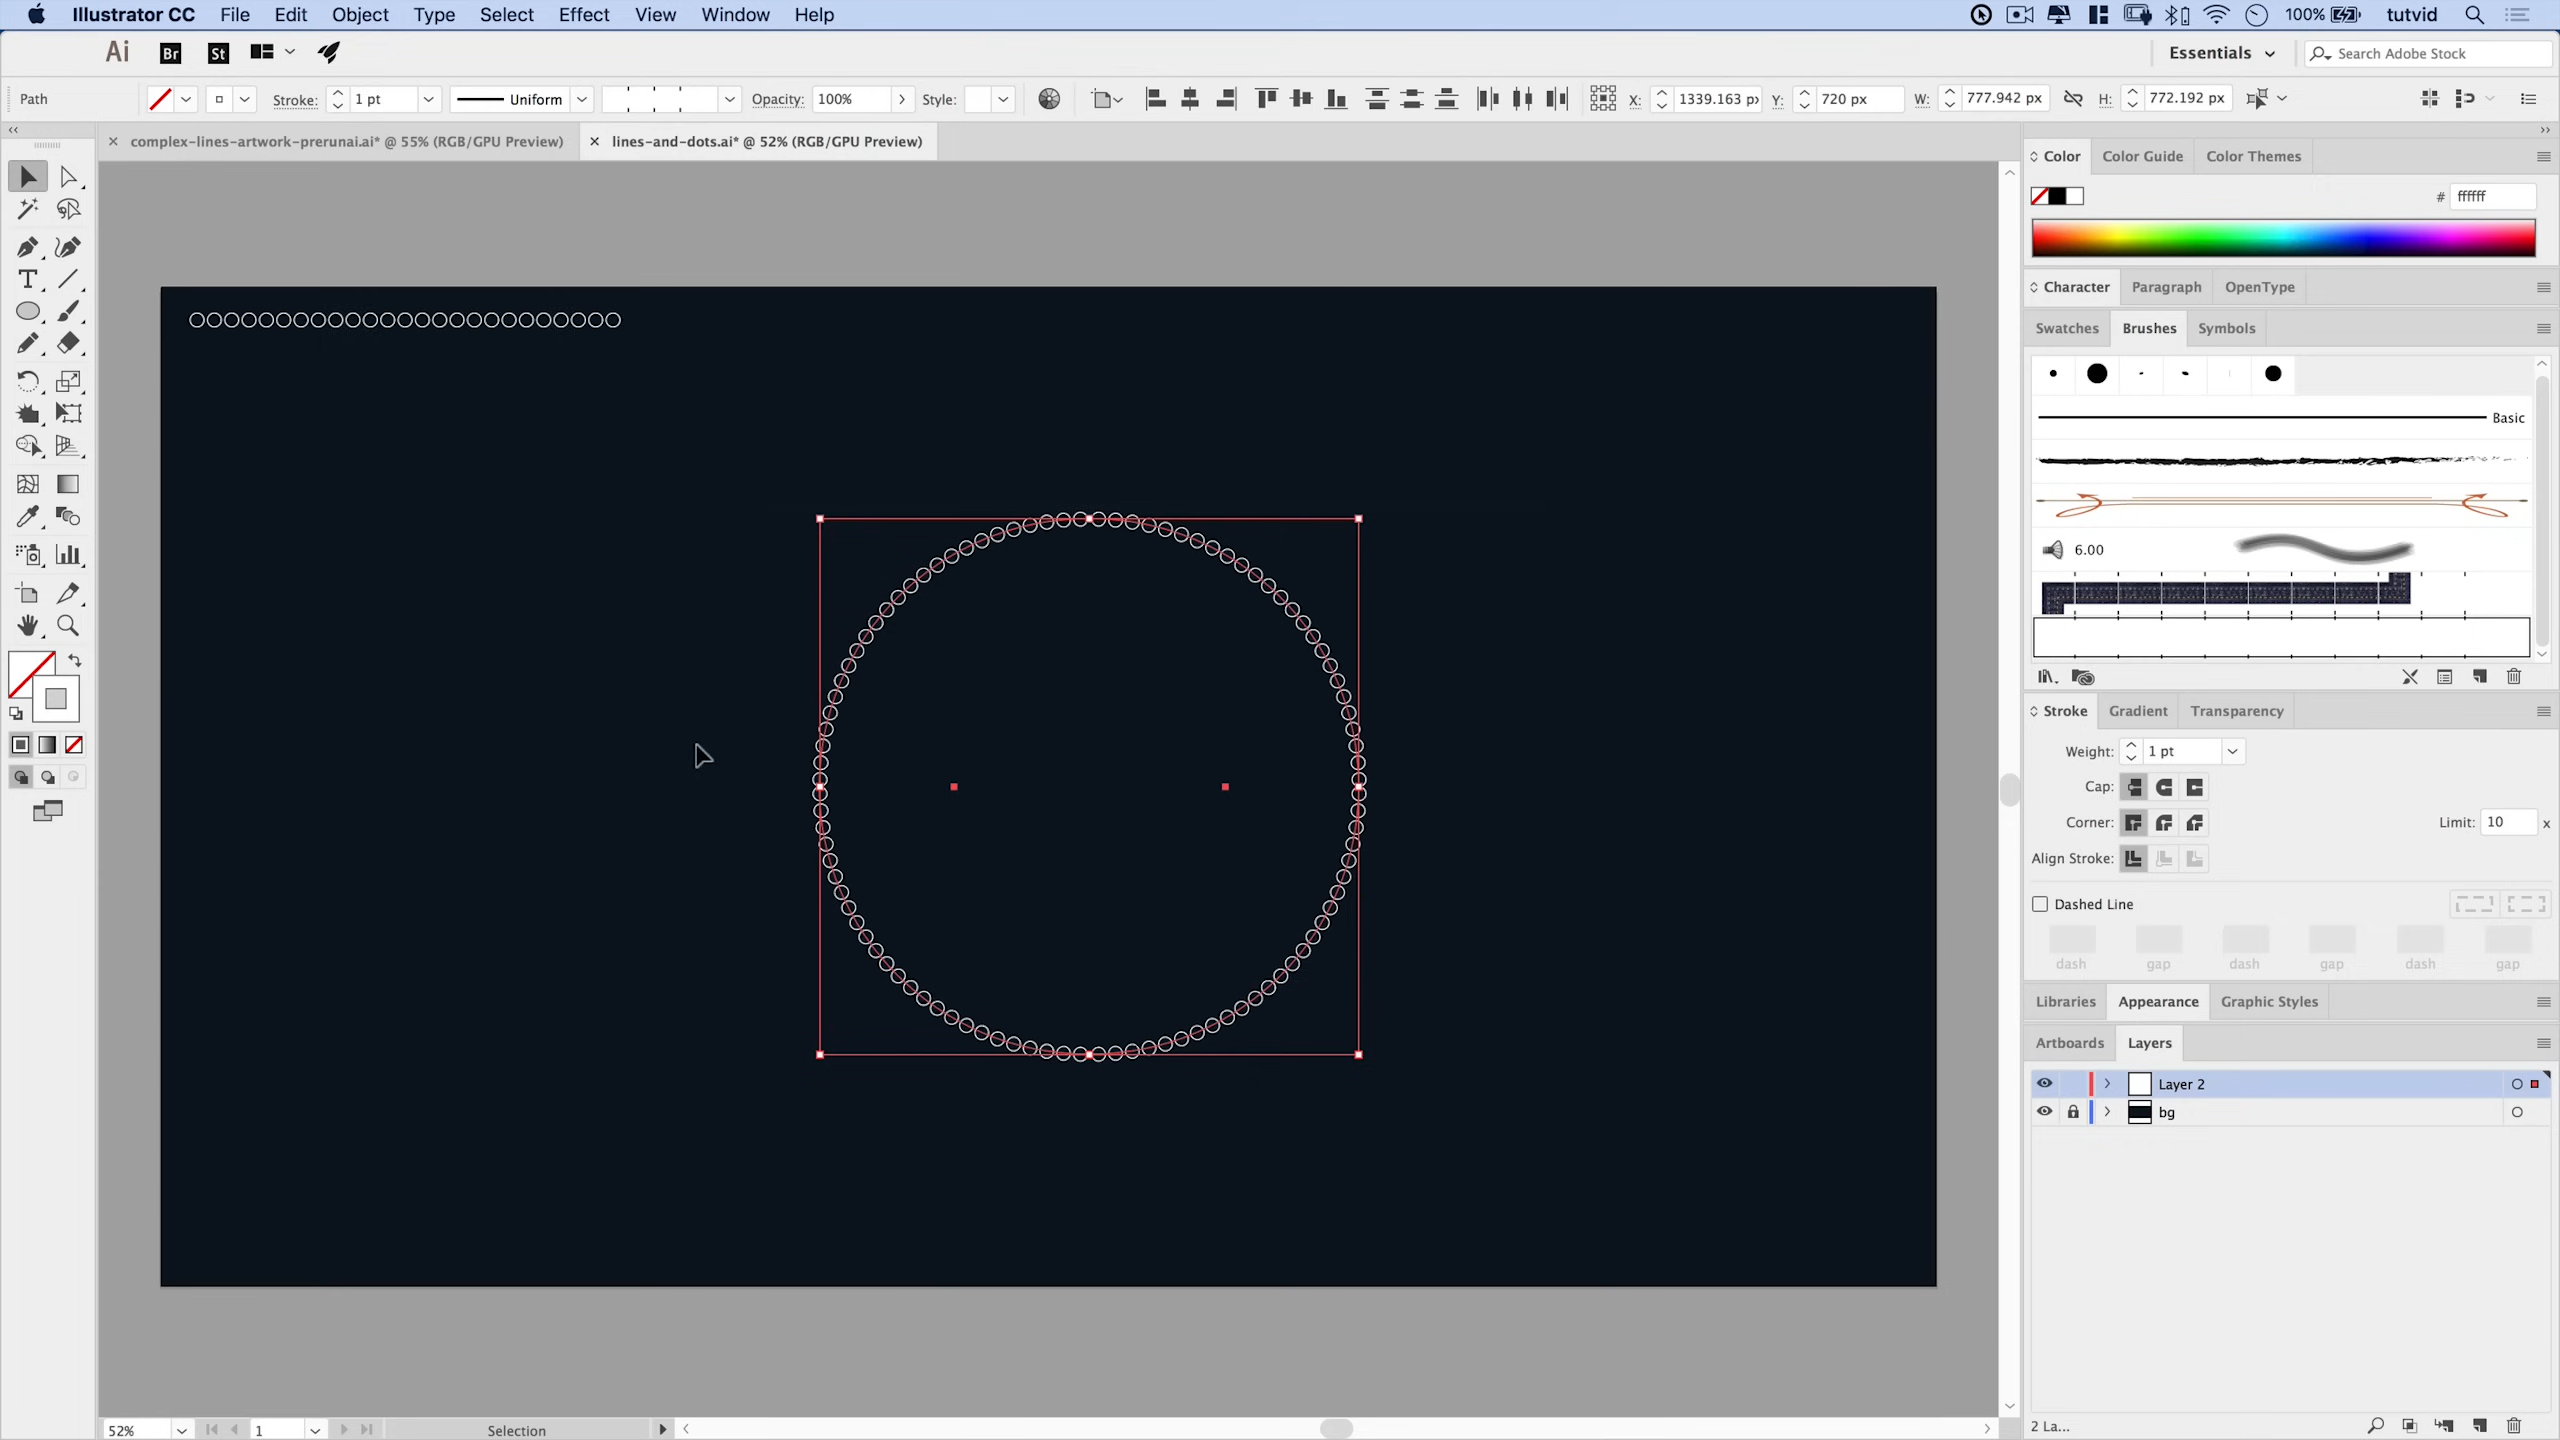 Illustrator CC File Edit Object Type Select Effect View Window Help 100% tutvid
Ai Br St Essentials Search Adobe Stock
Path Stroke: 1 pt Uniform Opacity: 100% Style: X: 1339.163 px Y: 720 px W: 777.942 px H: 772.192 px
complex-lines-artwork-prerunai.ai* @ 55% (RGB/GPU Preview) lines-and-dots.ai* @ 52% (RGB/GPU Preview)
Color Color Guide Color Themes
# ffffff
Character Paragraph OpenType
Swatches Brushes Symbols
Basic
6.00
Stroke Gradient Transparency
Weight: 1 pt
Cap:
Corner: Limit: 10 x
Align Stroke:
Dashed Line
dash gap dash gap dash gap
Libraries Appearance Graphic Styles
Artboards Layers
Layer 2
bg
2 La...
52% 1 Selection